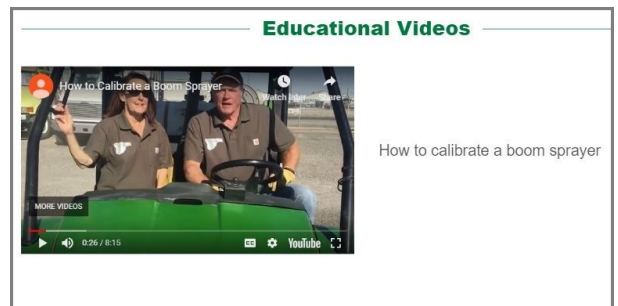 Educational Videos
How to Calibrate a Boom Sprayer
Watch later
Share
How to calibrate a boom sprayer
MORE VIDEOS
0:26 / 8:15
CC
YouTube